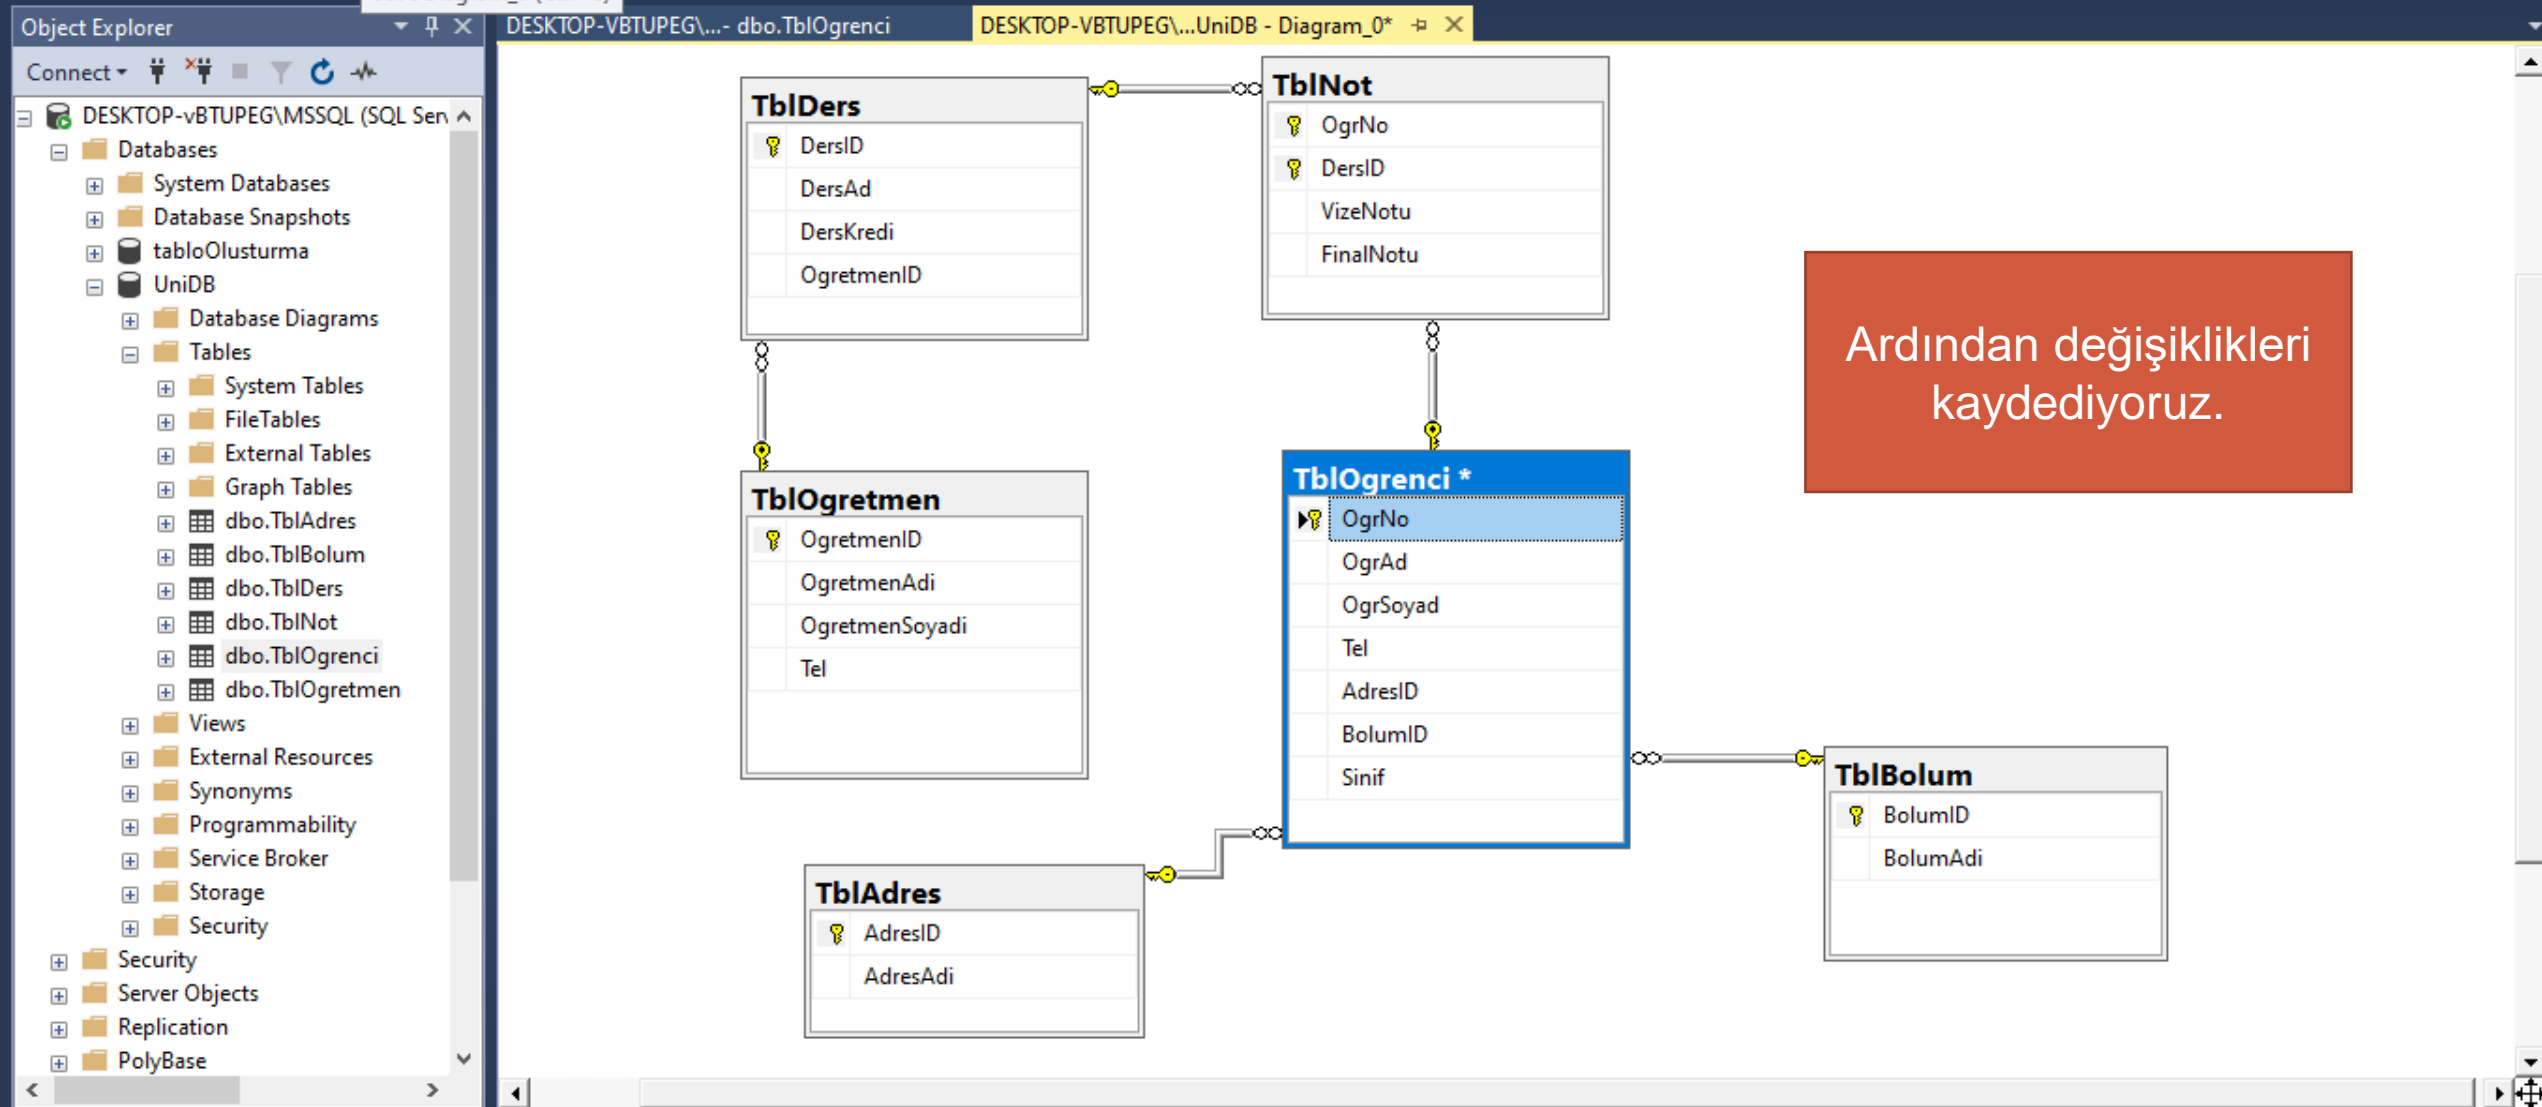 Object Explorer
Connect
DESKTOP-vBTUPEG\MSSQL (SQL Ser
Databases
System Databases
Database Snapshots
tabloOlusturma
UniDB
Database Diagrams
Tables
System Tables
FileTables
External Tables
Graph Tables
dbo.TblAdres
dbo.TblBolum
dbo.TblDers
dbo.TblNot
dbo.TblOgrenci
dbo.TblOgretmen
Views
External Resources
Synonyms
Programmability
Service Broker
Storage
Security
Security
Server Objects
Replication
PolyBase
DESKTOP-VBTUPEG\...- dbo.TblOgrenci
DESKTOP-VBTUPEG\...UniDB - Diagram_0*
TblDers
DersID
DersAd
DersKredi
OgretmenID
TblNot
OgrNo
DersID
VizeNotu
FinalNotu
Ardından değişiklikleri
kaydediyoruz.
TblOgretmen
OgretmenID
OgretmenAdi
OgretmenSoyadi
Tel
TblOgrenci *
OgrNo
OgrAd
OgrSoyad
Tel
AdresID
BolumID
Sinif
TblBolum
BolumID
BolumAdi
TblAdres
AdresID
AdresAdi